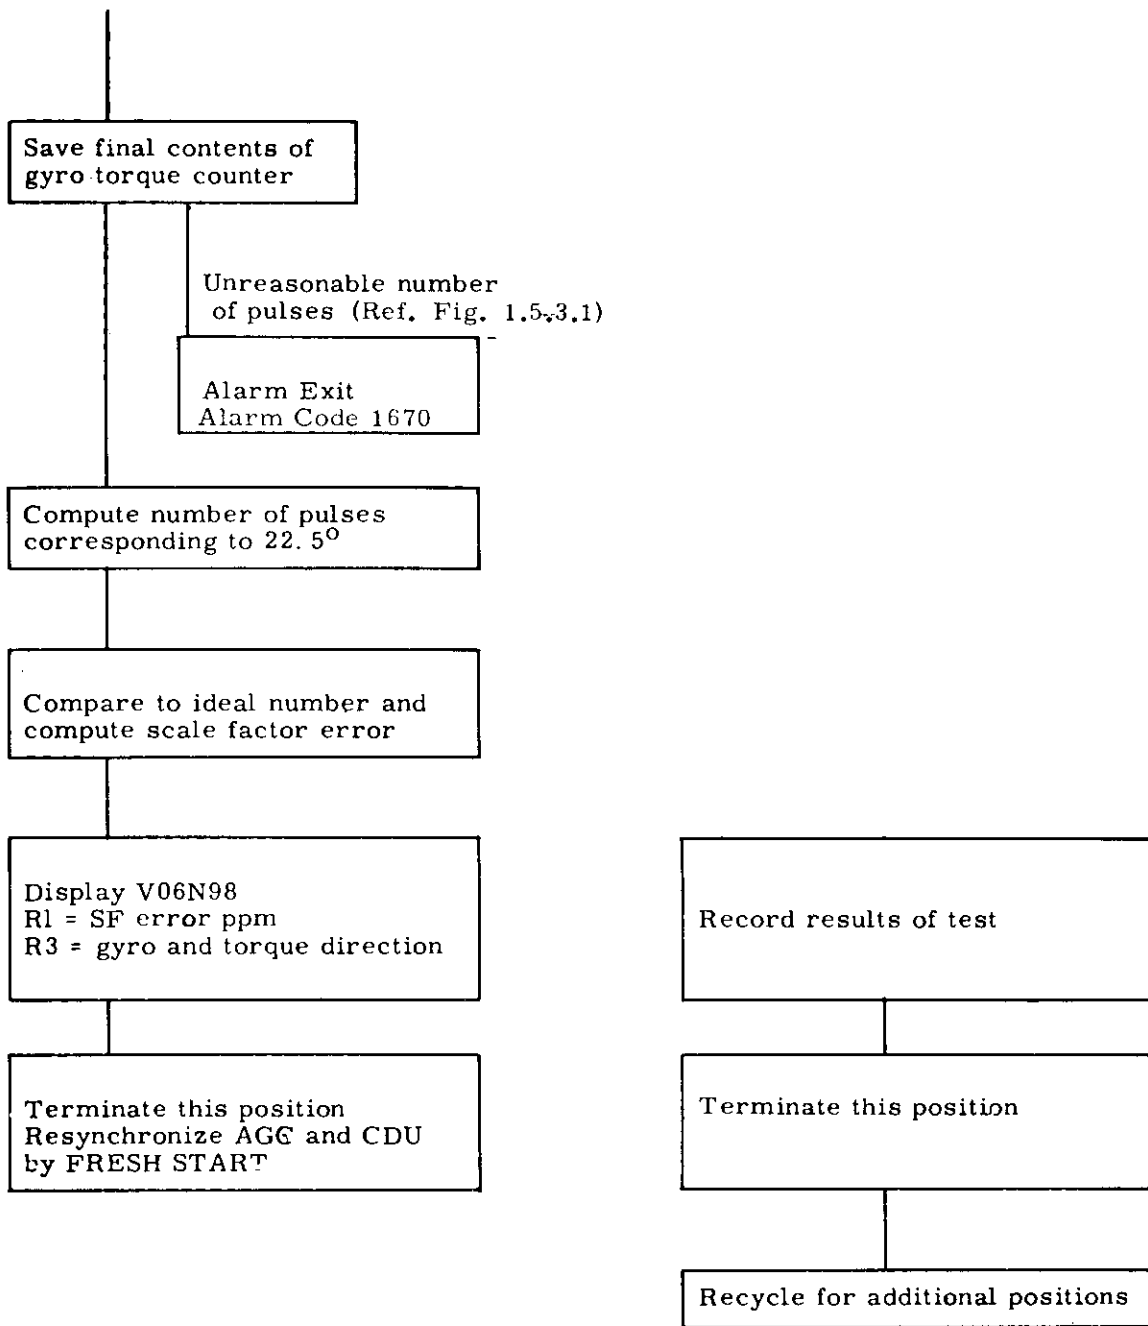 Save final contents of
gyro torque counter
Unreasonable number
of pulses (Ref. Fig. 1.5.3.1)
Alarm Exit
Alarm Code 1670
Compute number of pulses
corresponding to 22.5°
Compare to ideal number and
compute scale factor error
Display V06N98
R1 = SF error ppm
R3 = gyro and torque direction
Terminate this position
Resynchronize AGC and CDU
by FRESH START
Record results of test
Terminate this position
Recycle for additional positions